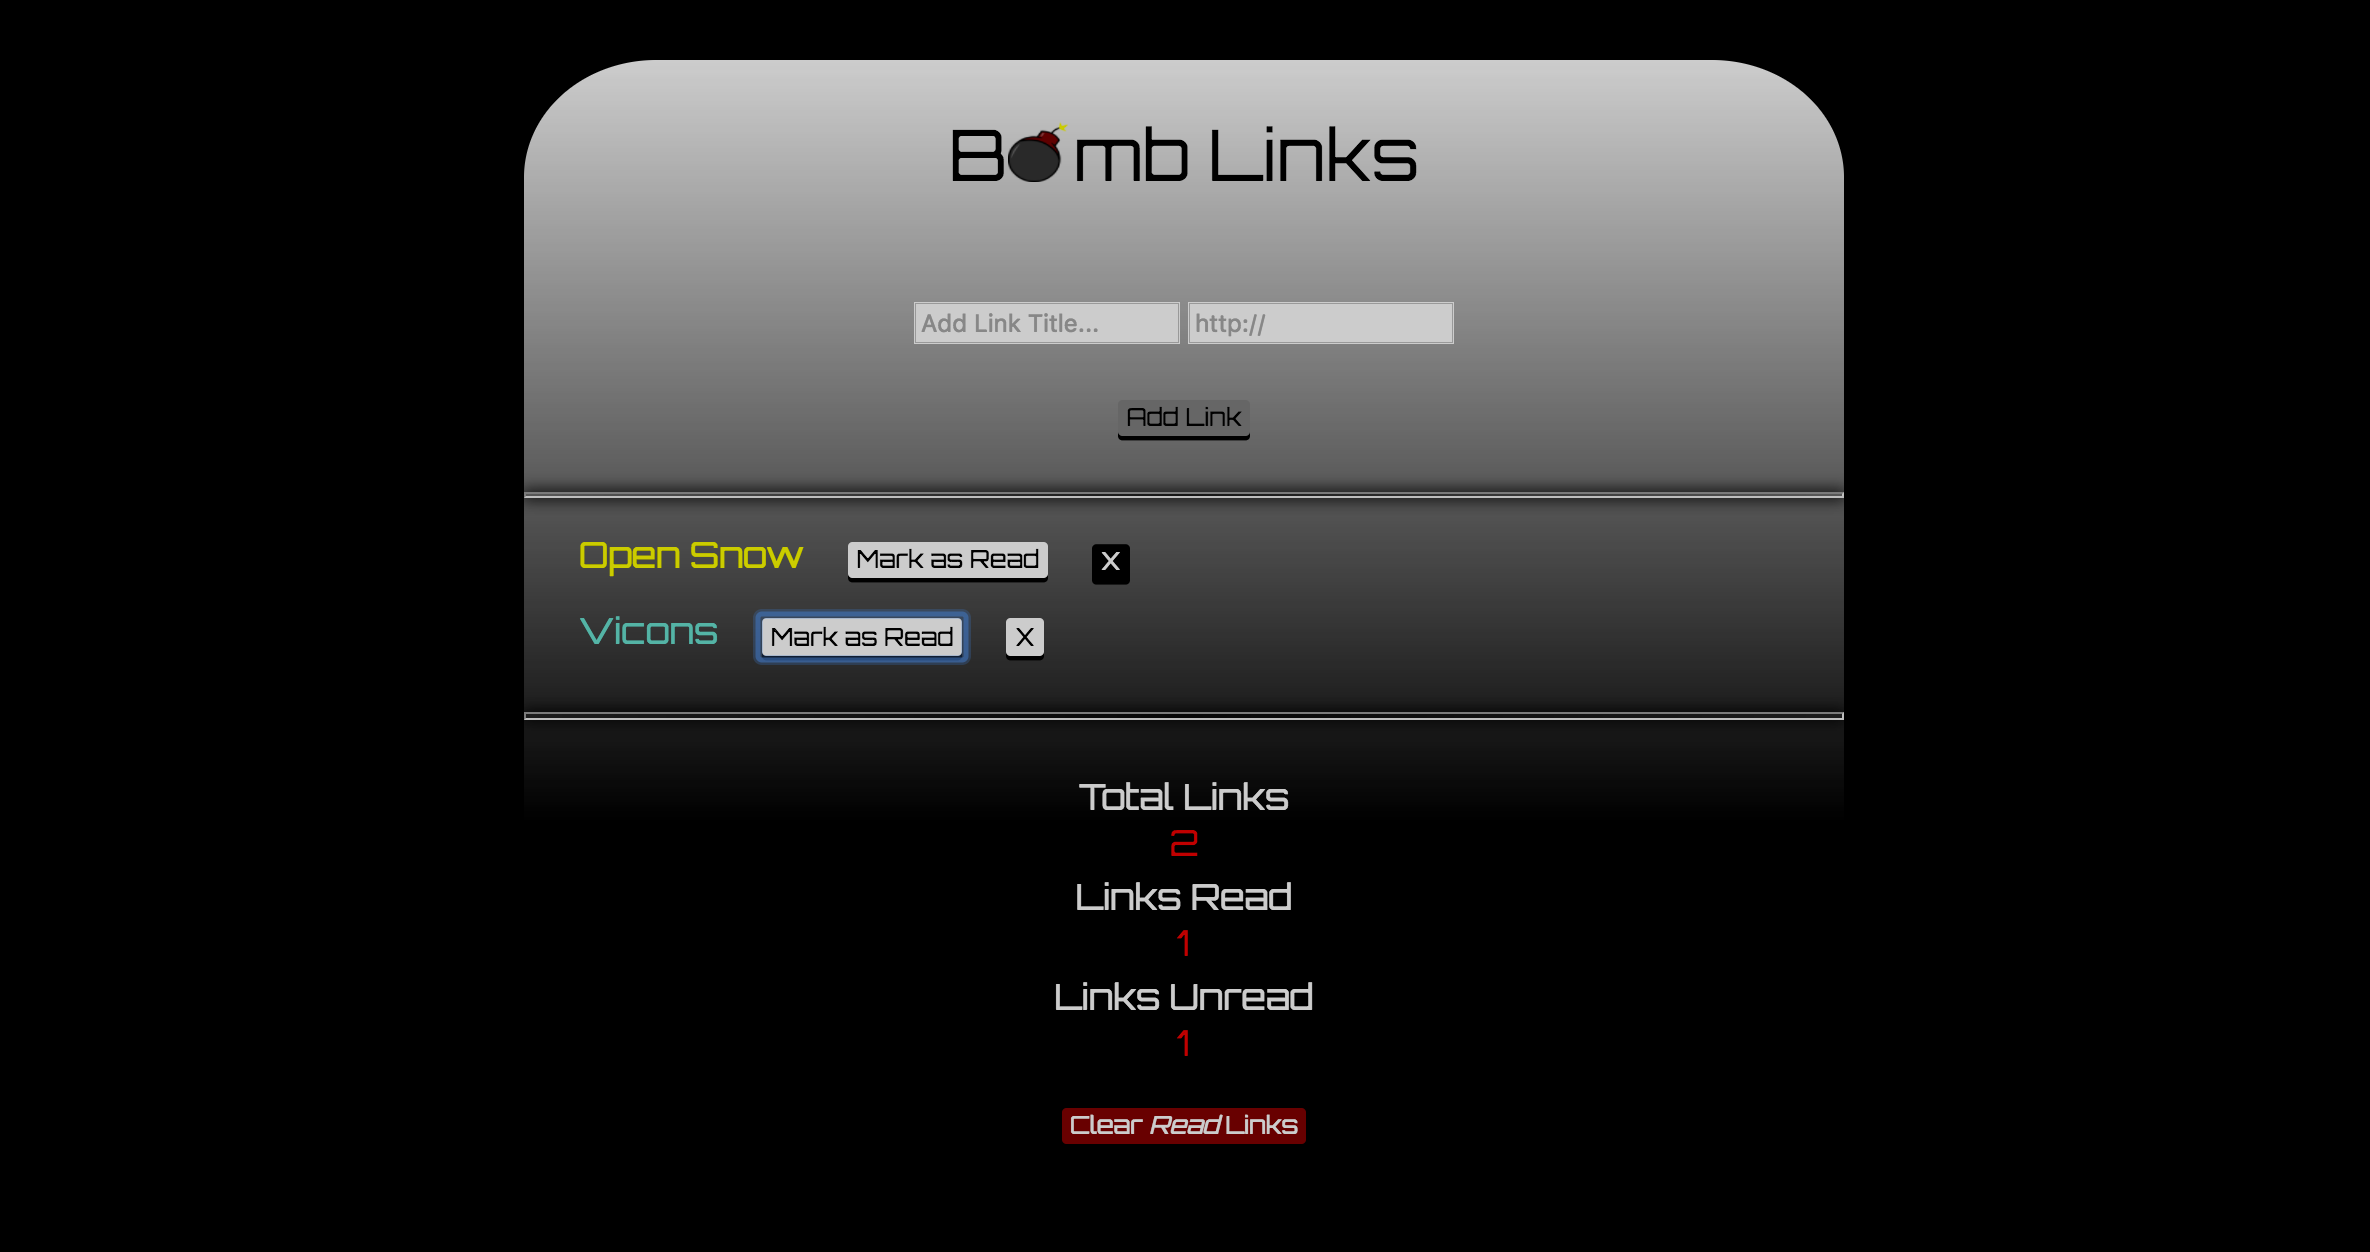 Bomb Links
Add Link Title... http://
Add Link
Open Snow Mark as Read X
Vicons Mark as Read X
Total Links
2
Links Read
1
Links Unread
1
Clear Read Links